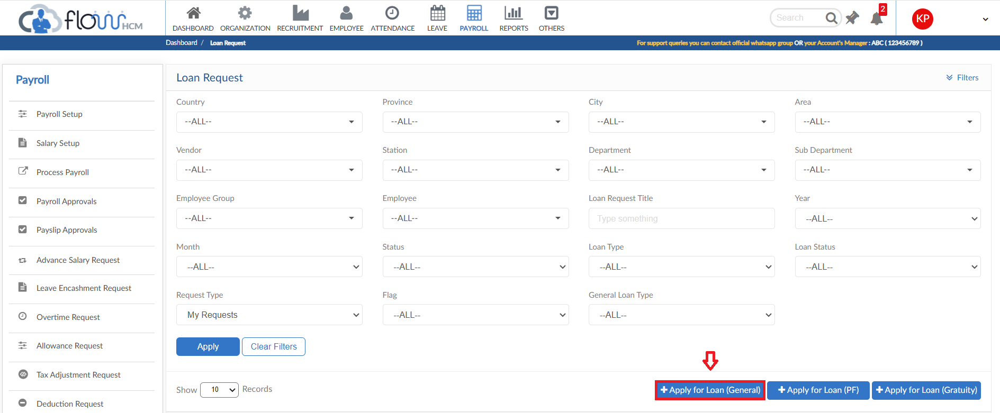 flow HCM
DASHBOARD ORGANIZATION RECRUITMENT EMPLOYEE ATTENDANCE LEAVE PAYROLL REPORTS OTHERS
Search
2
KP
Dashboard / Loan Request
For support queries you can contact official whatsapp group OR your Account's Manager : ABC ( 123456789 )
Payroll
Payroll Setup
Salary Setup
Process Payroll
Payroll Approvals
Payslip Approvals
Advance Salary Request
Leave Encashment Request
Overtime Request
Allowance Request
Tax Adjustment Request
Deduction Request
Loan Request
Filters
Country Province City Area
--ALL-- --ALL-- --ALL-- --ALL--
Vendor Station Department Sub Department
--ALL-- --ALL-- --ALL-- --ALL--
Employee Group Employee Loan Request Title Year
--ALL-- --ALL-- Type something --ALL--
Month Status Loan Type Loan Status
--ALL-- --ALL-- --ALL-- --ALL--
Request Type Flag General Loan Type
My Requests --ALL-- --ALL--
Apply Clear Filters
Show 10 Records
+ Apply for Loan (General) + Apply for Loan (PF) + Apply for Loan (Gratuity)